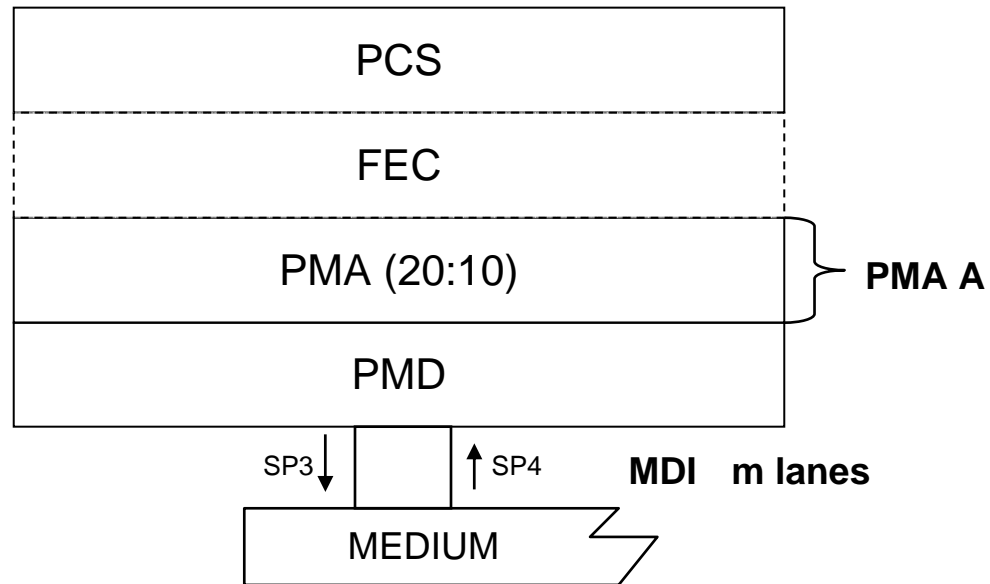 PCS
FEC
PMA (20:10)
PMA A
PMD
SP3
SP4
MDI m lanes
MEDIUM